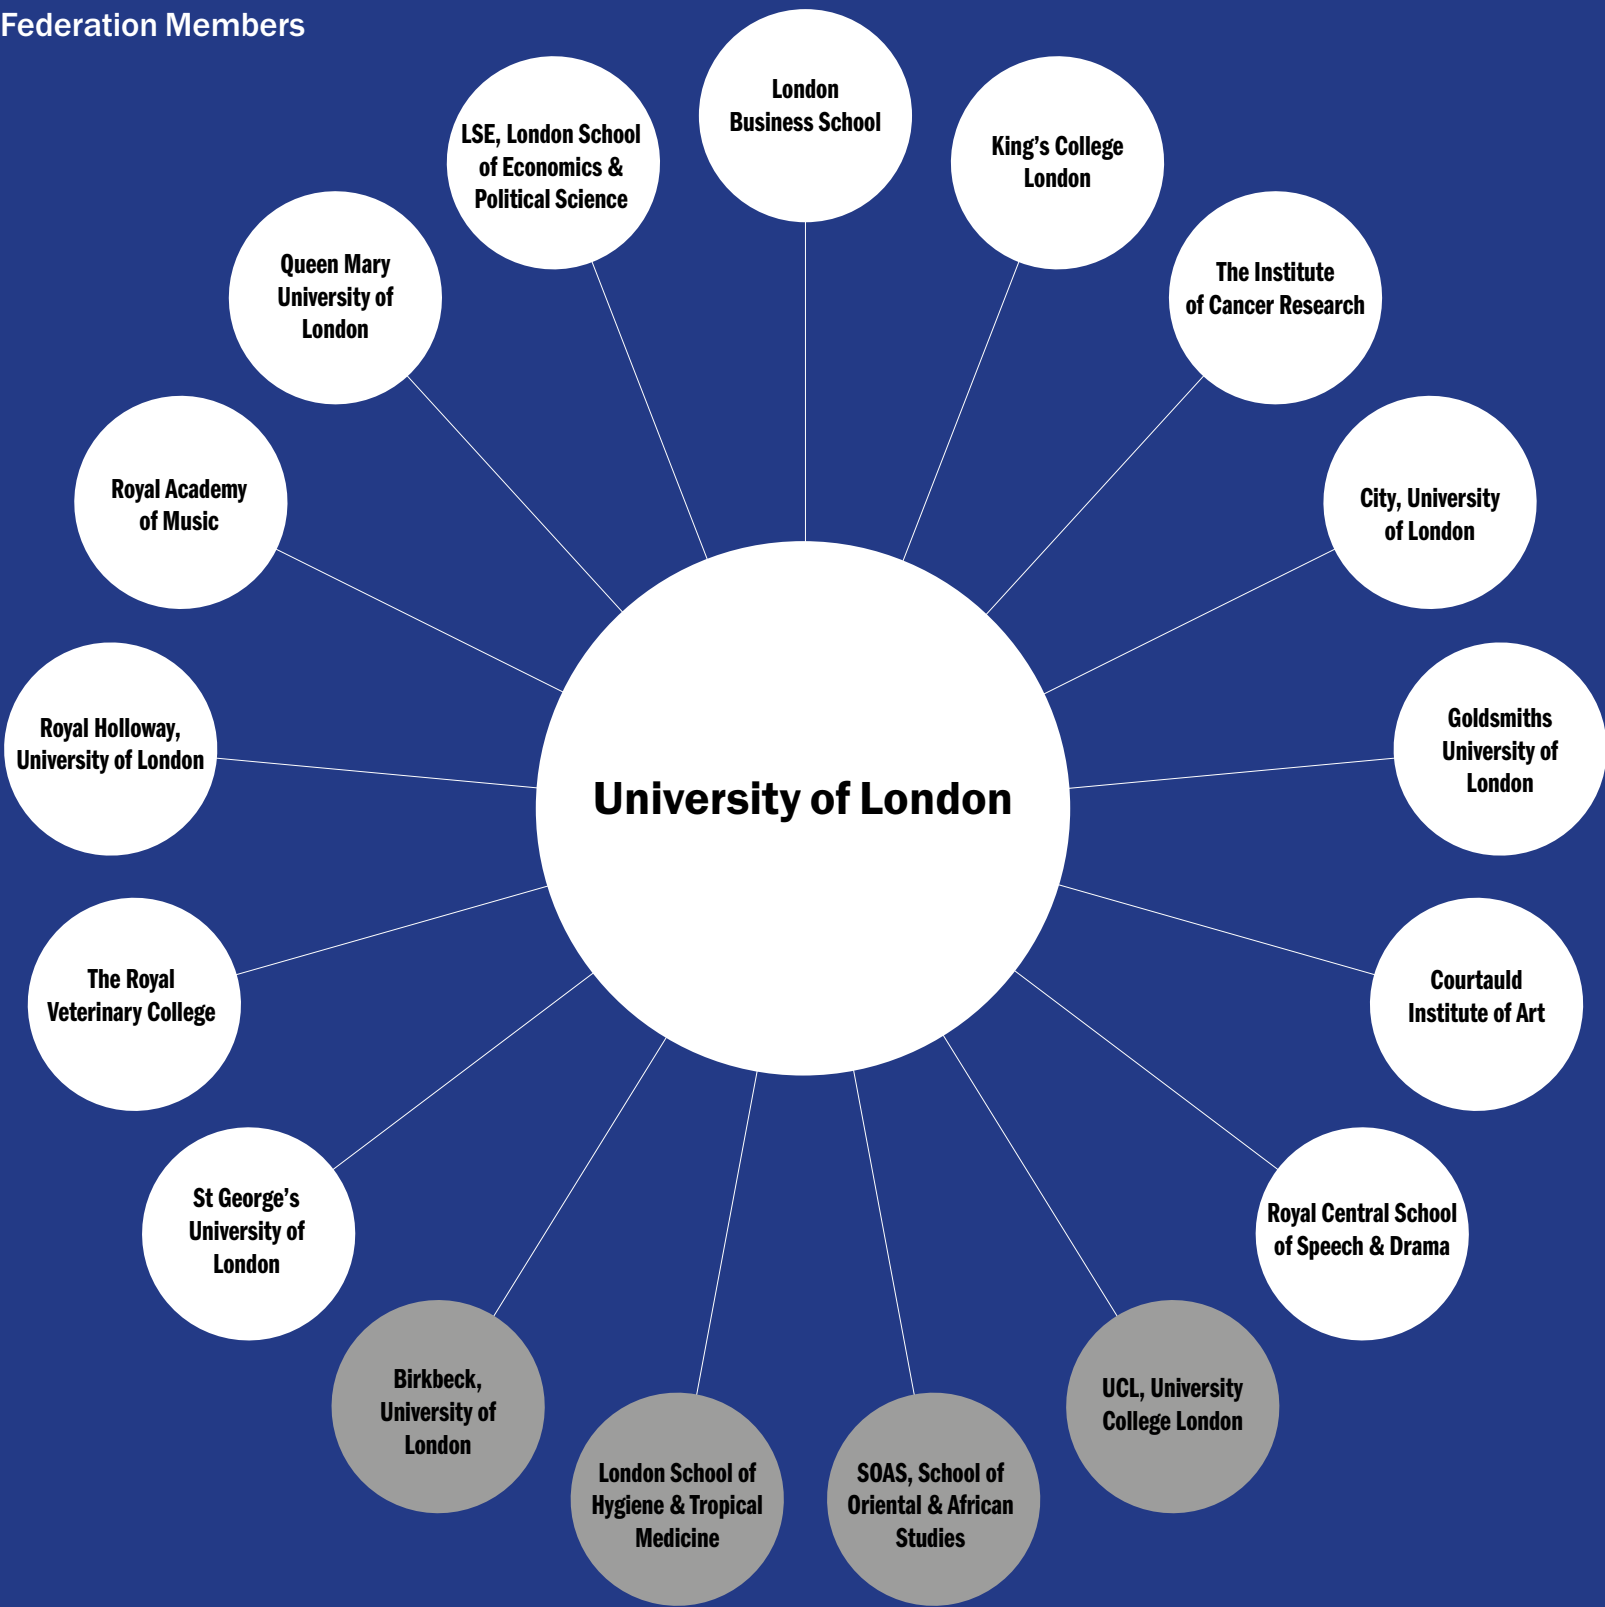 Federation Members
London
Business School
LSE, London School
of Economics &
Political Science
King’s College
London
Queen Mary
University of
London
The Institute
of Cancer Research
Royal Academy
of Music
City, University
of London
Royal Holloway,
University of London
Goldsmiths
University of
London
University of London
The Royal
Veterinary College
Courtauld
Institute of Art
St George’s
University of
London
Royal Central School
of Speech & Drama
Birkbeck,
University of
London
UCL, University
College London
London School of
Hygiene & Tropical
Medicine
SOAS, School of
Oriental & African
Studies